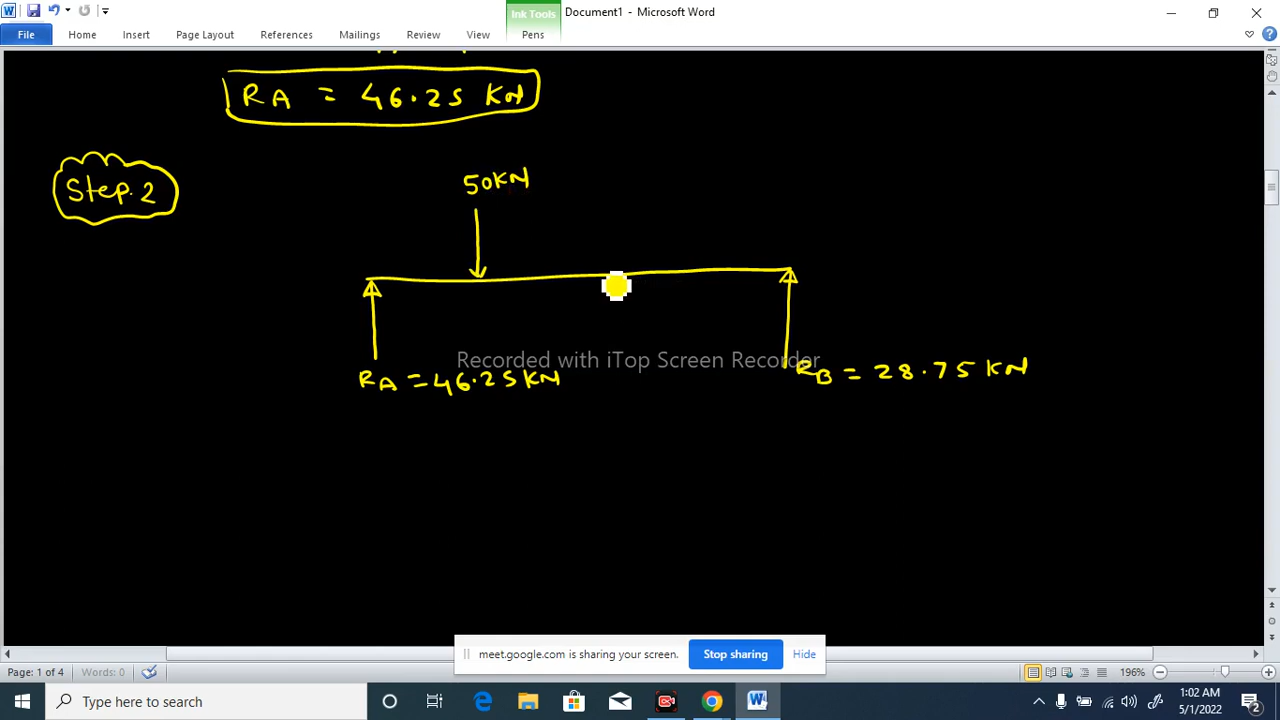 Ink Tools
Document1 - Microsoft Word
File Home Insert Page Layout References Mailings Review View Pens
RA = 46.25 KN
Step.2
50KN
Recorded with iTop Screen Recorder
RA = 46.25KN
RB = 28.75 KN
meet.google.com is sharing your screen. Stop sharing Hide
Page: 1 of 4 Words: 0 196%
Type here to search
1:02 AM
5/1/2022
2